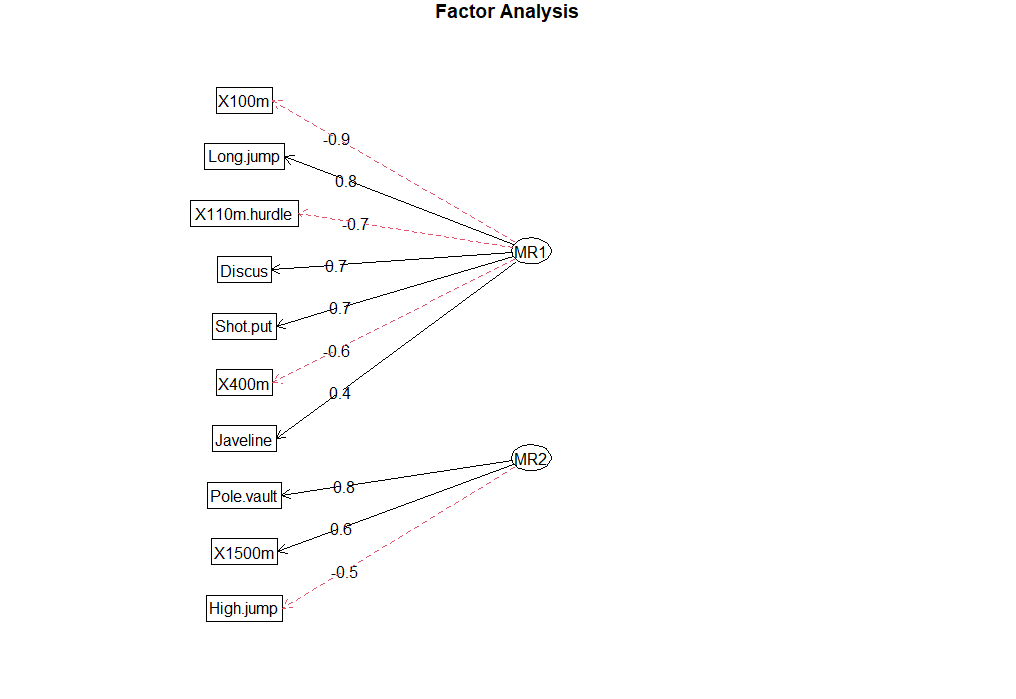 Factor Analysis
X100m
-0.9
Long.jump
0.8
X110m.hurdle
-0.7
MR1
Discus
0.7
Shot.put
0.7
X400m
-0.6
Javeline
0.4
MR2
Pole.vault
0.8
X1500m
0.6
High.jump
-0.5